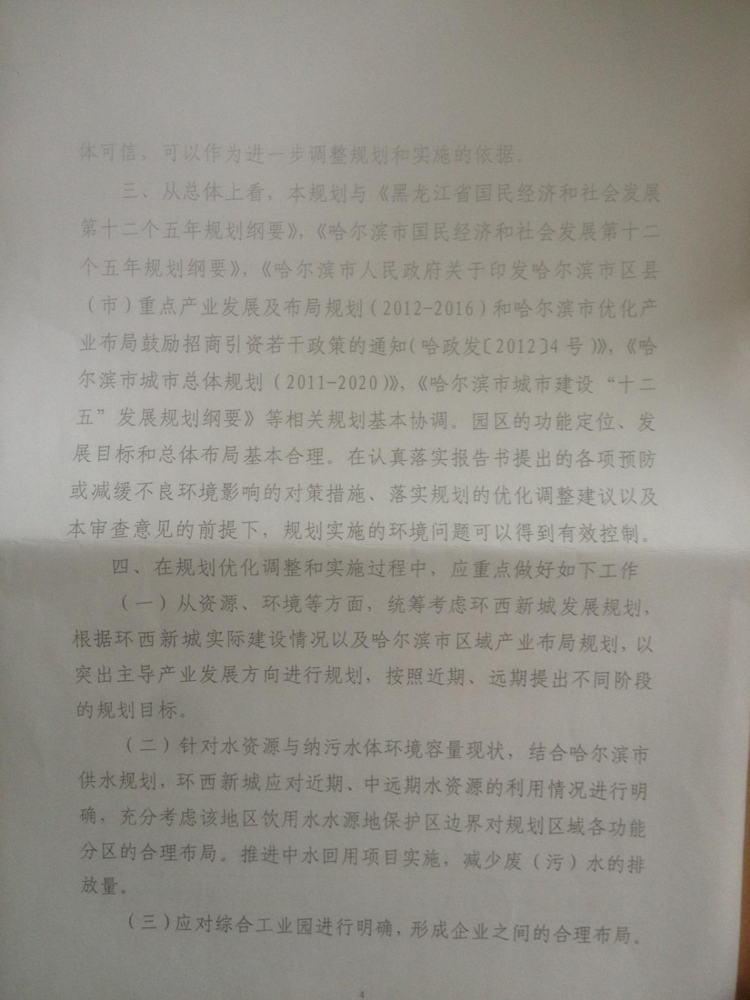 体可信，可以作为进一步调整规划和实施的依据。
三、从总体上看，本规划与《黑龙江省国民经济和社会发展
第十二个五年规划纲要》，《哈尔滨市国民经济和社会发展第十二
个五年规划纲要》，《哈尔滨市人民政府关于印发哈尔滨市区县
（市）重点产业发展及布局规划（2012-2016）和哈尔滨市优化产
业布局鼓励招商引资若干政策的通知（哈政发〔2012〕4号）》，《哈
尔滨市城市总体规划（2011-2020）》，《哈尔滨市城市建设“十二
五”发展规划纲要》等相关规划基本协调。园区的功能定位、发
展目标和总体布局基本合理。在认真落实报告书提出的各项预防
或减缓不良环境影响的对策措施、落实规划的优化调整建议以及
本审查意见的前提下，规划实施的环境问题可以得到有效控制。
四、在规划优化调整和实施过程中，应重点做好如下工作
（一）从资源、环境等方面，统筹考虑环西新城发展规划，
根据环西新城实际建设情况以及哈尔滨市区域产业布局规划，以
突出主导产业发展方向进行规划，按照近期、远期提出不同阶段
的规划目标。
（二）针对水资源与纳污水体环境容量现状，结合哈尔滨市
供水规划，环西新城应对近期、中远期水资源的利用情况进行明
确，充分考虑该地区饮用水水源地保护区边界对规划区域各功能
分区的合理布局。推进中水回用项目实施，减少废（污）水的排
放量。
（三）应对综合工业园进行明确，形成企业之间的合理布局。
4